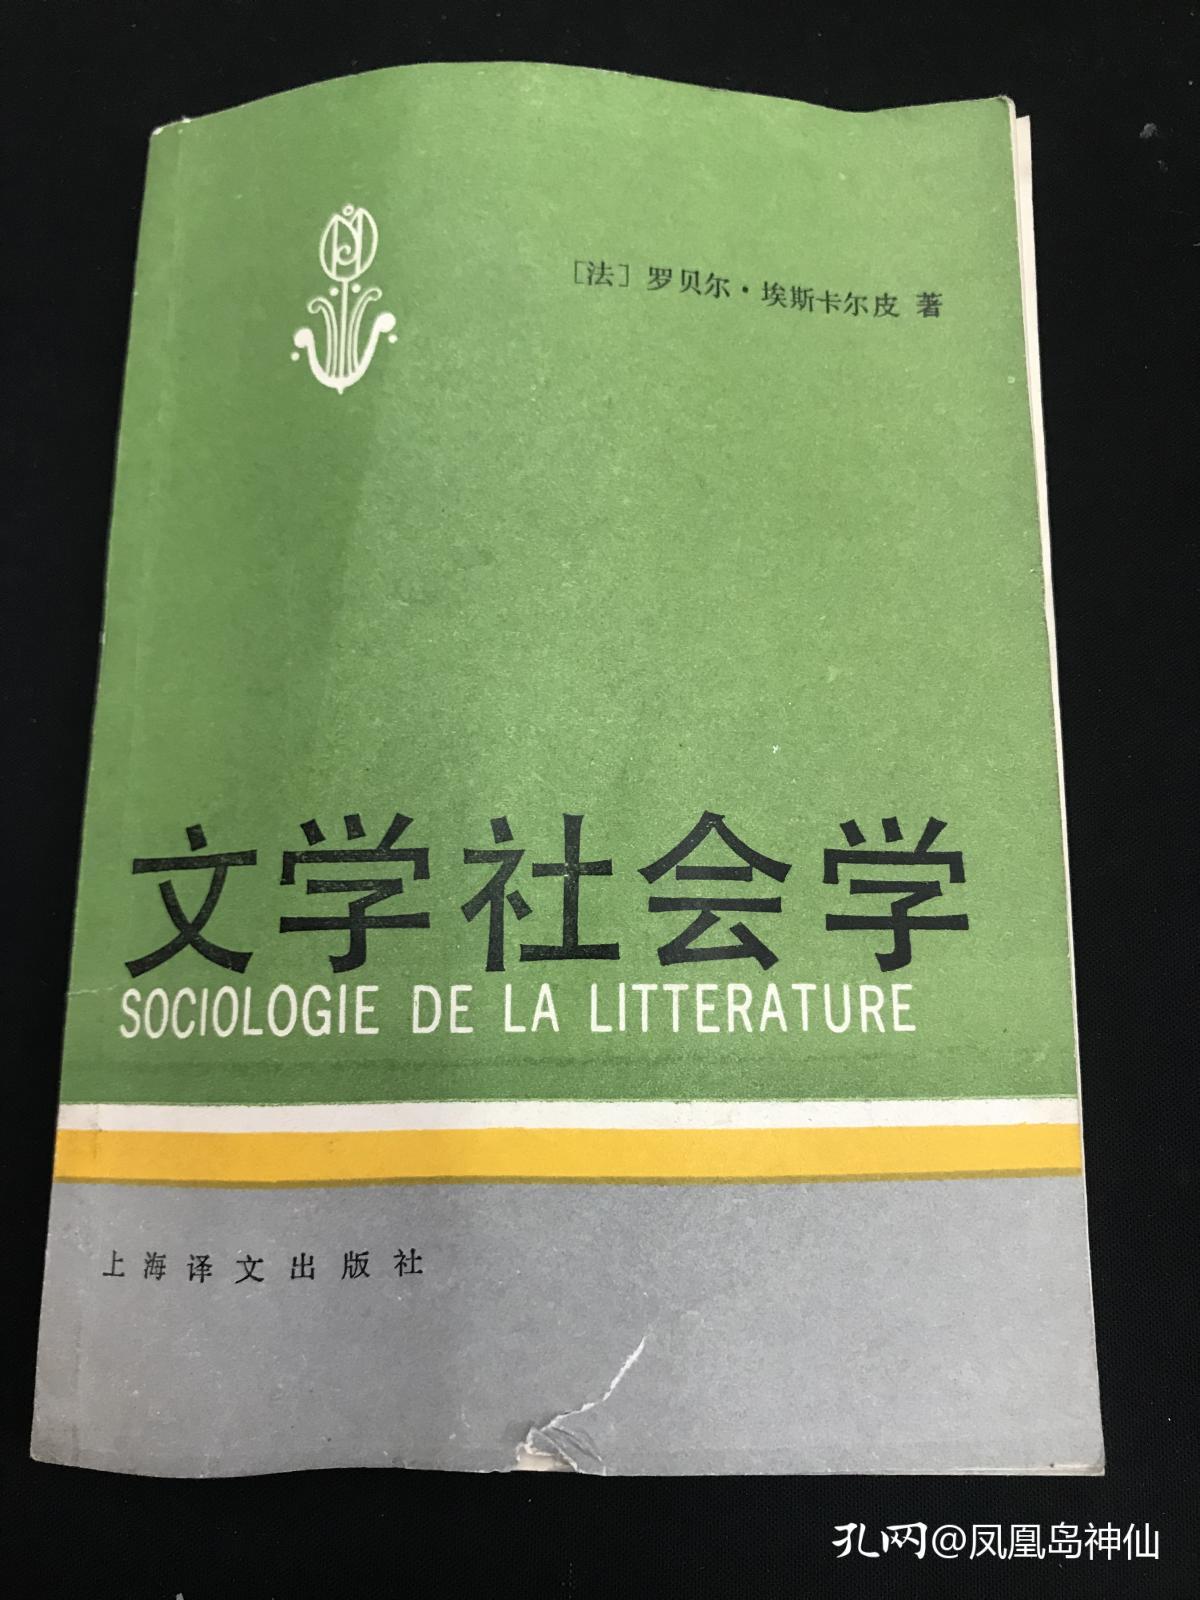 [法] 罗贝尔·埃斯卡尔皮 著
文学社会学
SOCIOLOGIE DE LA LITTERATURE
上海译文出版社
孔网@凤凰岛神仙